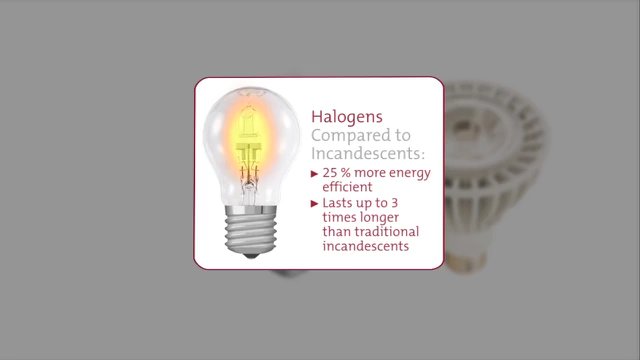 Halogens
Compared to
Incandescents:
▸ 25 % more energy
efficient
▸ Lasts up to 3
times longer
than traditional
incandescents